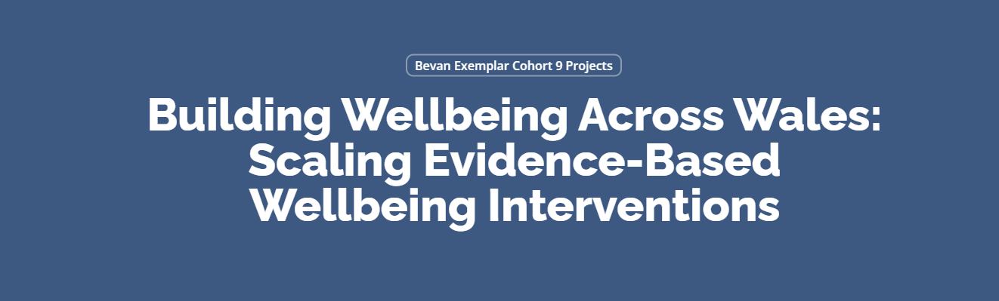 Bevan Exemplar Cohort 9 Projects
Building Wellbeing Across Wales:
Scaling Evidence-Based
Wellbeing Interventions